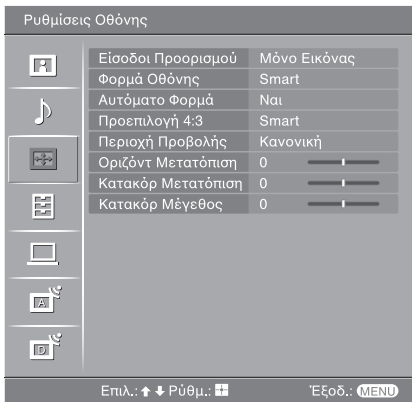 Ρυθμίσεις Οθόνης
Είσοδοι Προορισμού Μόνο Εικόνας
Φορμά Οθόνης Smart
Αυτόματο Φορμά Ναι
Προεπιλογή 4:3 Smart
Περιοχή Προβολής Κανονική
Οριζόντ Μετατόπιση 0
Κατακόρ Μετατόπιση 0
Κατακόρ Μέγεθος 0
A
D
Επιλ.: Ρύθμ.: Έξοδ.: MENU